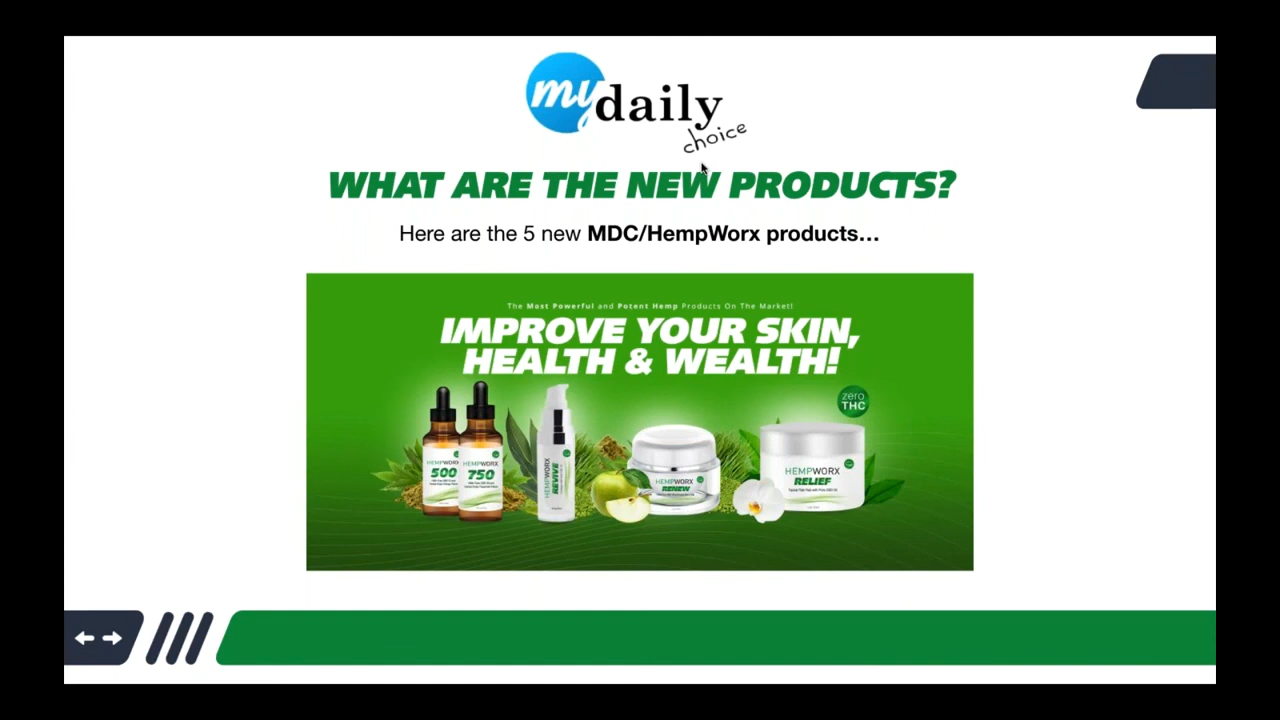 my daily
choice
WHAT ARE THE NEW PRODUCTS?
Here are the 5 new MDC/HempWorx products...
The Most Powerful and Potent Hemp Products On The Market!
IMPROVE YOUR SKIN,
HEALTH & WEALTH!
zero
THC
HEMPWORX
500
HEMPWORX
750
HEMPWORX
REVIVE
HEMPWORX
RENEW
HEMPWORX
RELIEF